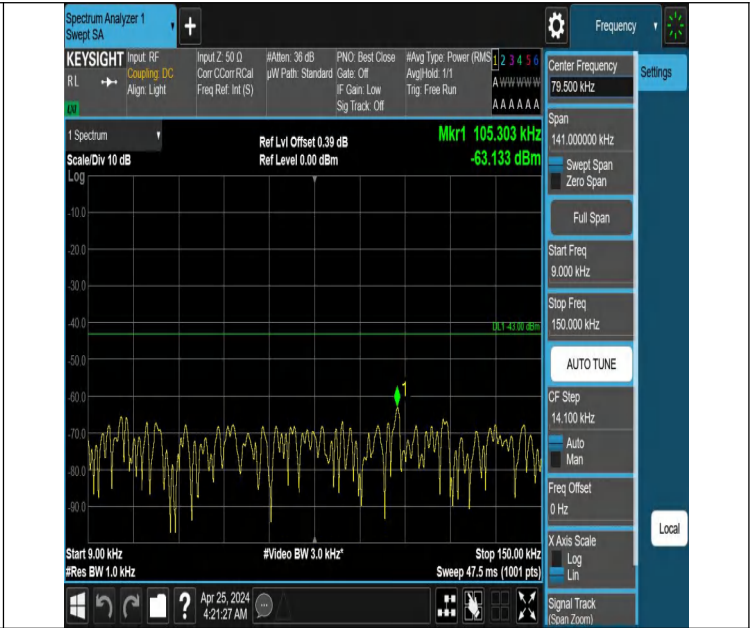 Spectrum Analyzer 1
Swept SA
+
Frequency
KEYSIGHT
RL
LXI
Input: RF
Coupling: DC
Align: Light
Input Z: 50 Ω
Corr CCorr RCal
Freq Ref: Int (S)
#Atten: 36 dB
µW Path: Standard
PNO: Best Close
Gate: Off
IF Gain: Low
Sig Track: Off
#Avg Type: Power (RMS
Avg|Hold: 1/1
Trig: Free Run
1 2 3 4 5 6
A W W W W W
A A A A A A
1 Spectrum
Scale/Div 10 dB
Log
Ref Lvl Offset 0.39 dB
Ref Level 0.00 dBm
Mkr1 105.303 kHz
-63.133 dBm
-10.0
-20.0
-30.0
-40.0
DL1 -43.00 dBm
-50.0
-60.0
1
-70.0
-80.0
-90.0
Start 9.00 kHz
#Res BW 1.0 kHz
#Video BW 3.0 kHz*
Stop 150.00 kHz
Sweep 47.5 ms (1001 pts)
?
Apr 25, 2024
4:21:27 AM
Center Frequency
79.500 kHz
Settings
Span
141.000000 kHz
Swept Span
Zero Span
Full Span
Start Freq
9.000 kHz
Stop Freq
150.000 kHz
AUTO TUNE
CF Step
14.100 kHz
Auto
Man
Freq Offset
0 Hz
X Axis Scale
Log
Lin
Local
Signal Track
(Span Zoom)